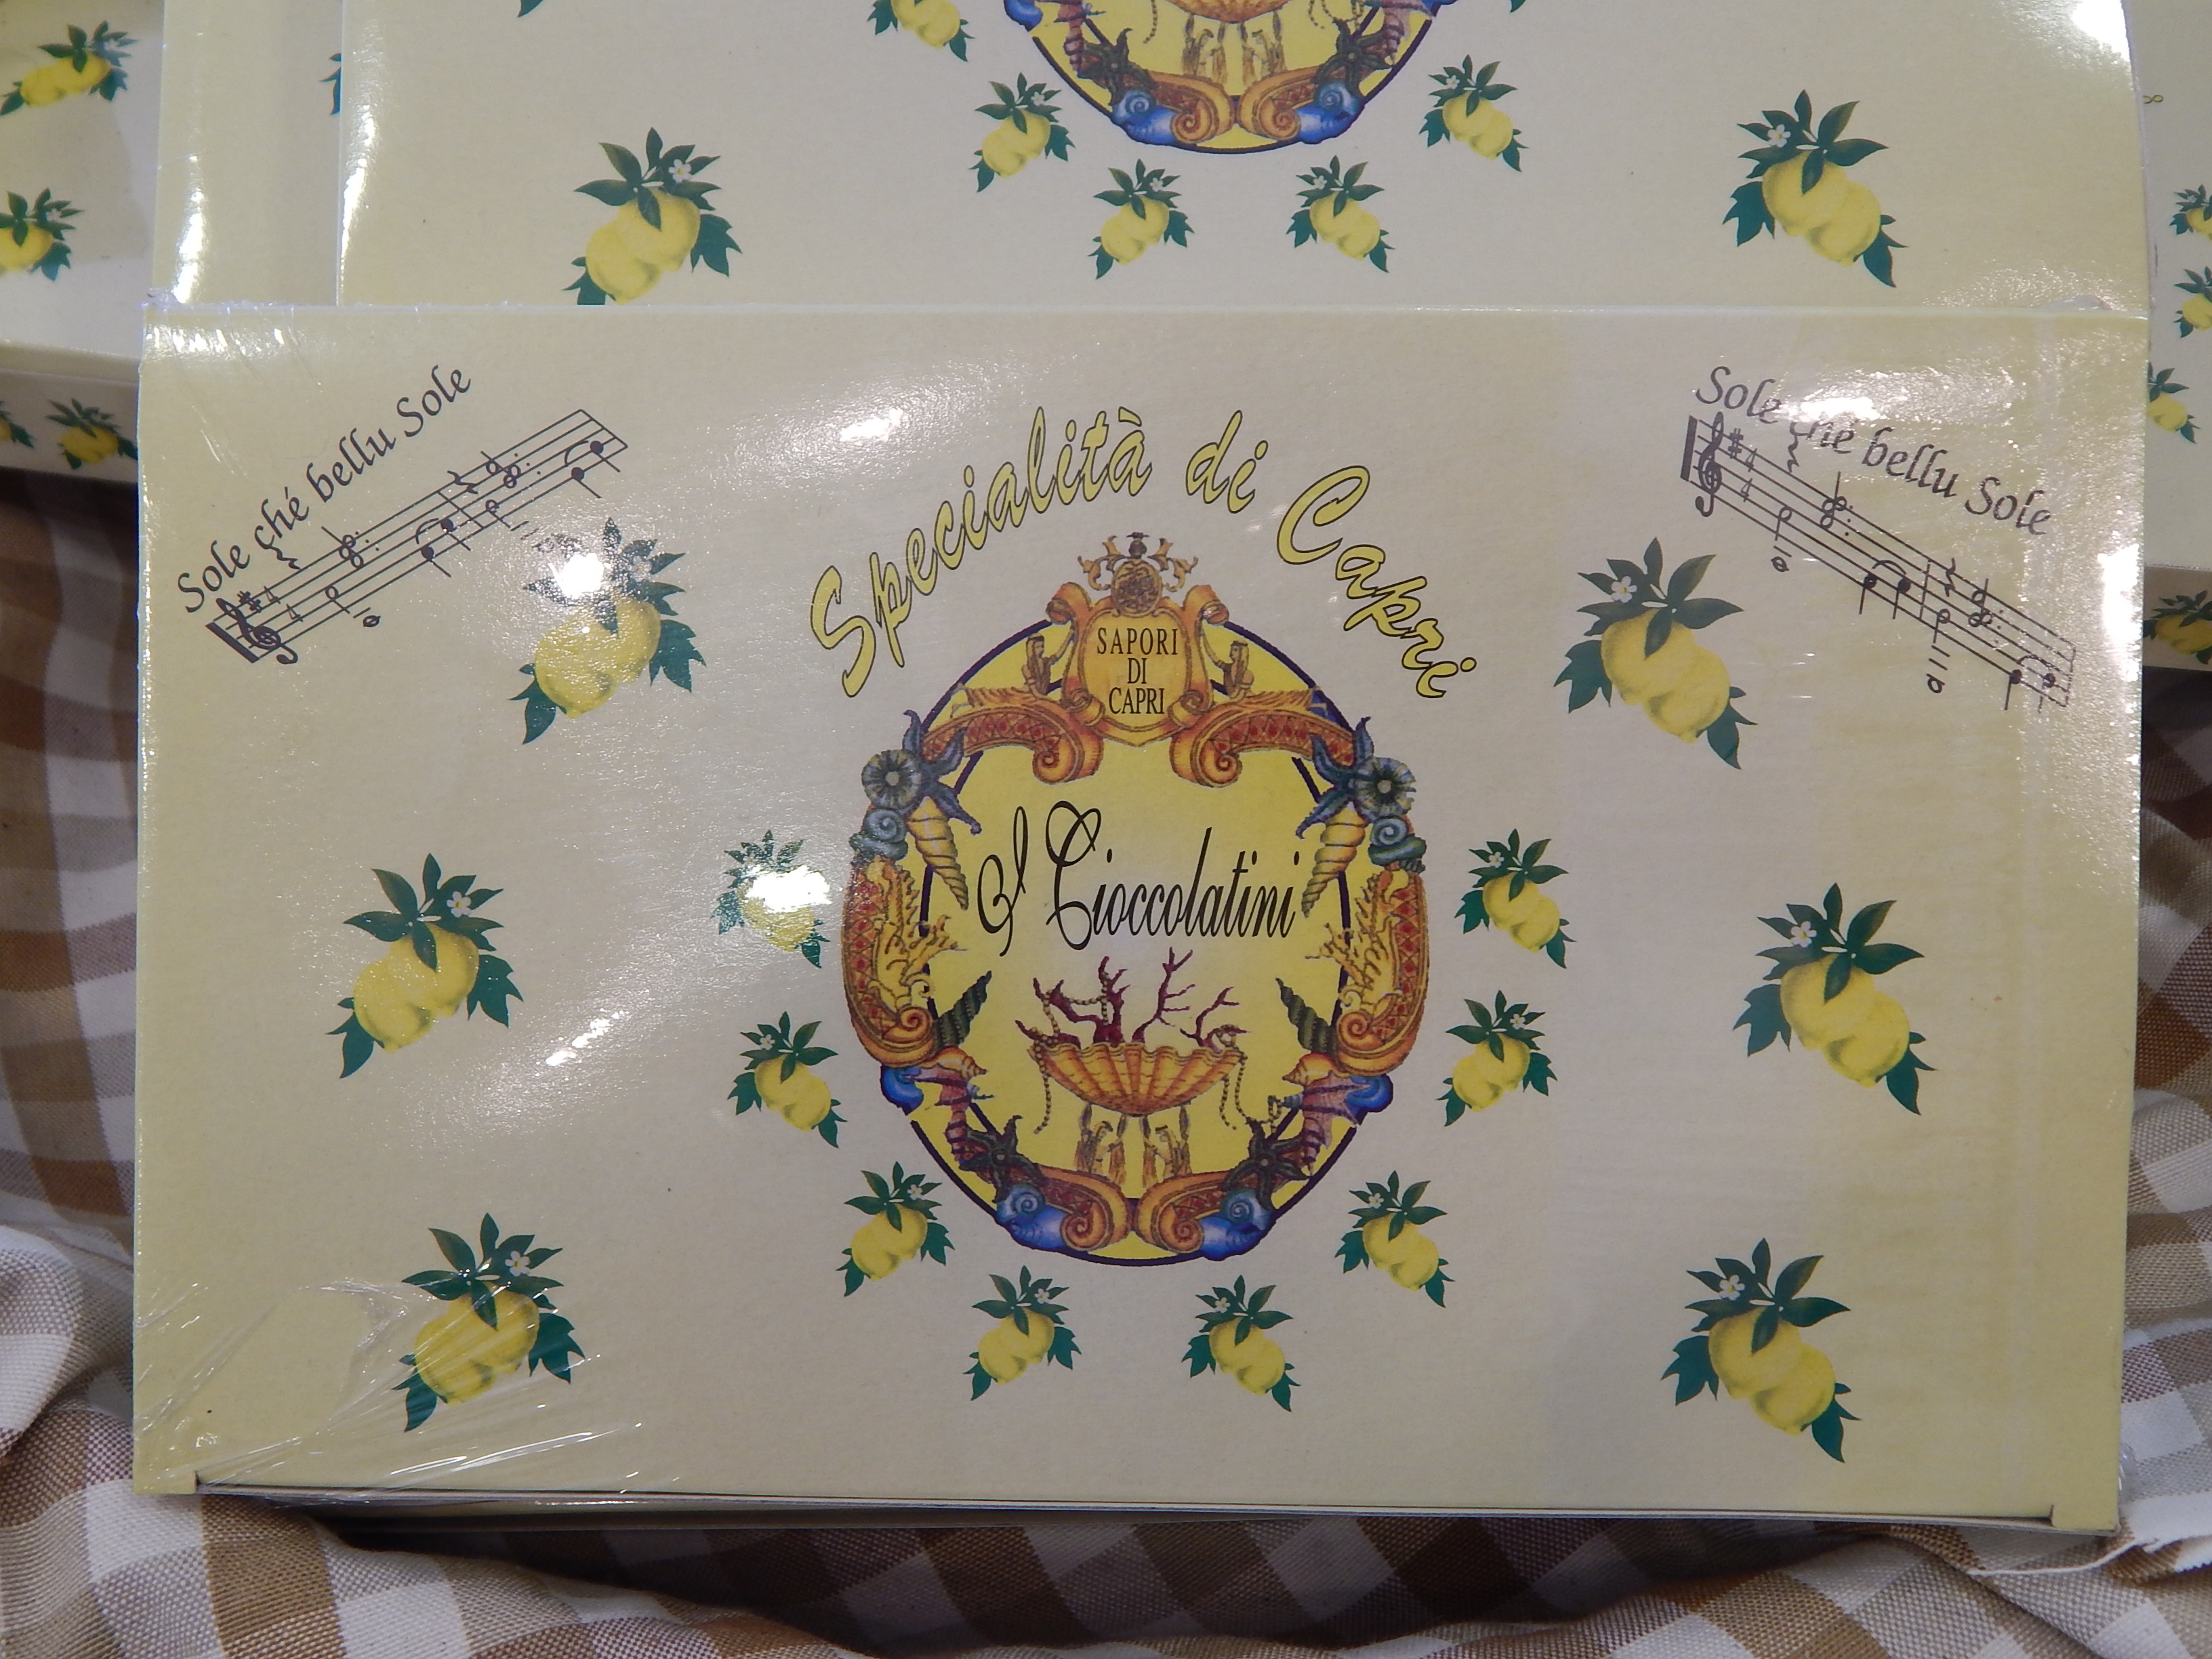 Sole ché bellu Sole
Sole ché bellu Sole
Specialità di Capri
SAPORI
DI
CAPRI
I Cioccolatini